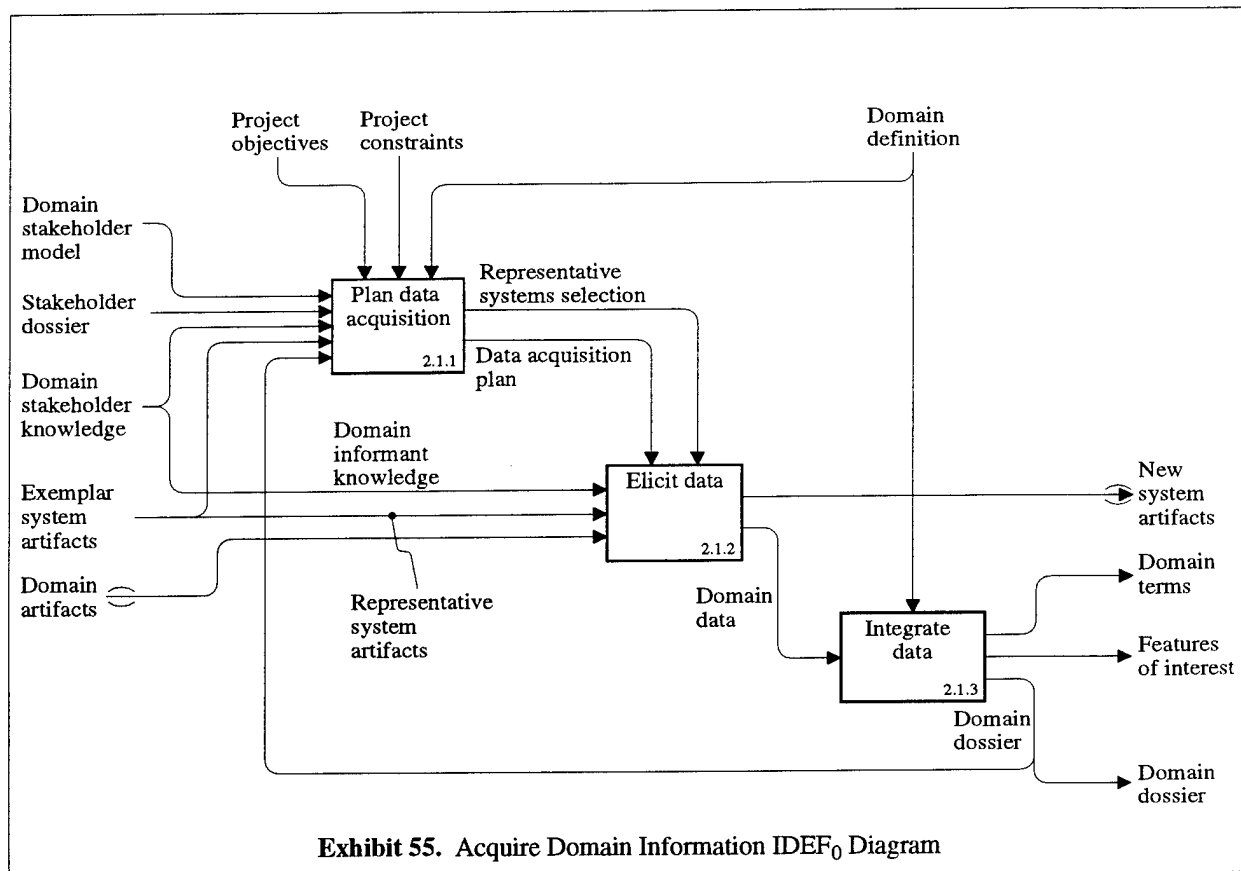 Project
objectives
Project
constraints
Domain
definition
Domain
stakeholder
model
Stakeholder
dossier
Domain
stakeholder
knowledge
Exemplar
system
artifacts
Domain
artifacts
Plan data
acquisition
2.1.1
Representative
systems selection
Data acquisition
plan
Domain
informant
knowledge
Elicit data
2.1.2
Representative
system
artifacts
Domain
data
Integrate
data
2.1.3
Domain
dossier
New
system
artifacts
Domain
terms
Features
of interest
Domain
dossier
Exhibit 55. Acquire Domain Information IDEF0 Diagram